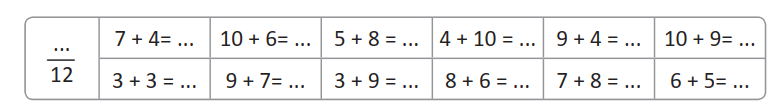 ...
12
7 + 4= ... 10 + 6= ... 5 + 8 = ... 4 + 10 = ... 9 + 4 = ... 10 + 9= ...
3 + 3 = ... 9 + 7= ... 3 + 9 = ... 8 + 6 = ... 7 + 8 = ... 6 + 5= ...